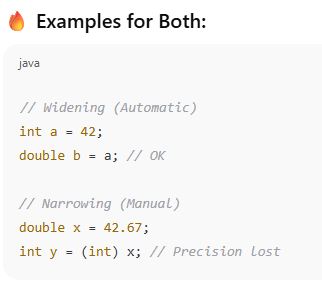 🔥 Examples for Both:
java
// Widening (Automatic)
int a = 42;
double b = a; // OK
// Narrowing (Manual)
double x = 42.67;
int y = (int) x; // Precision lost